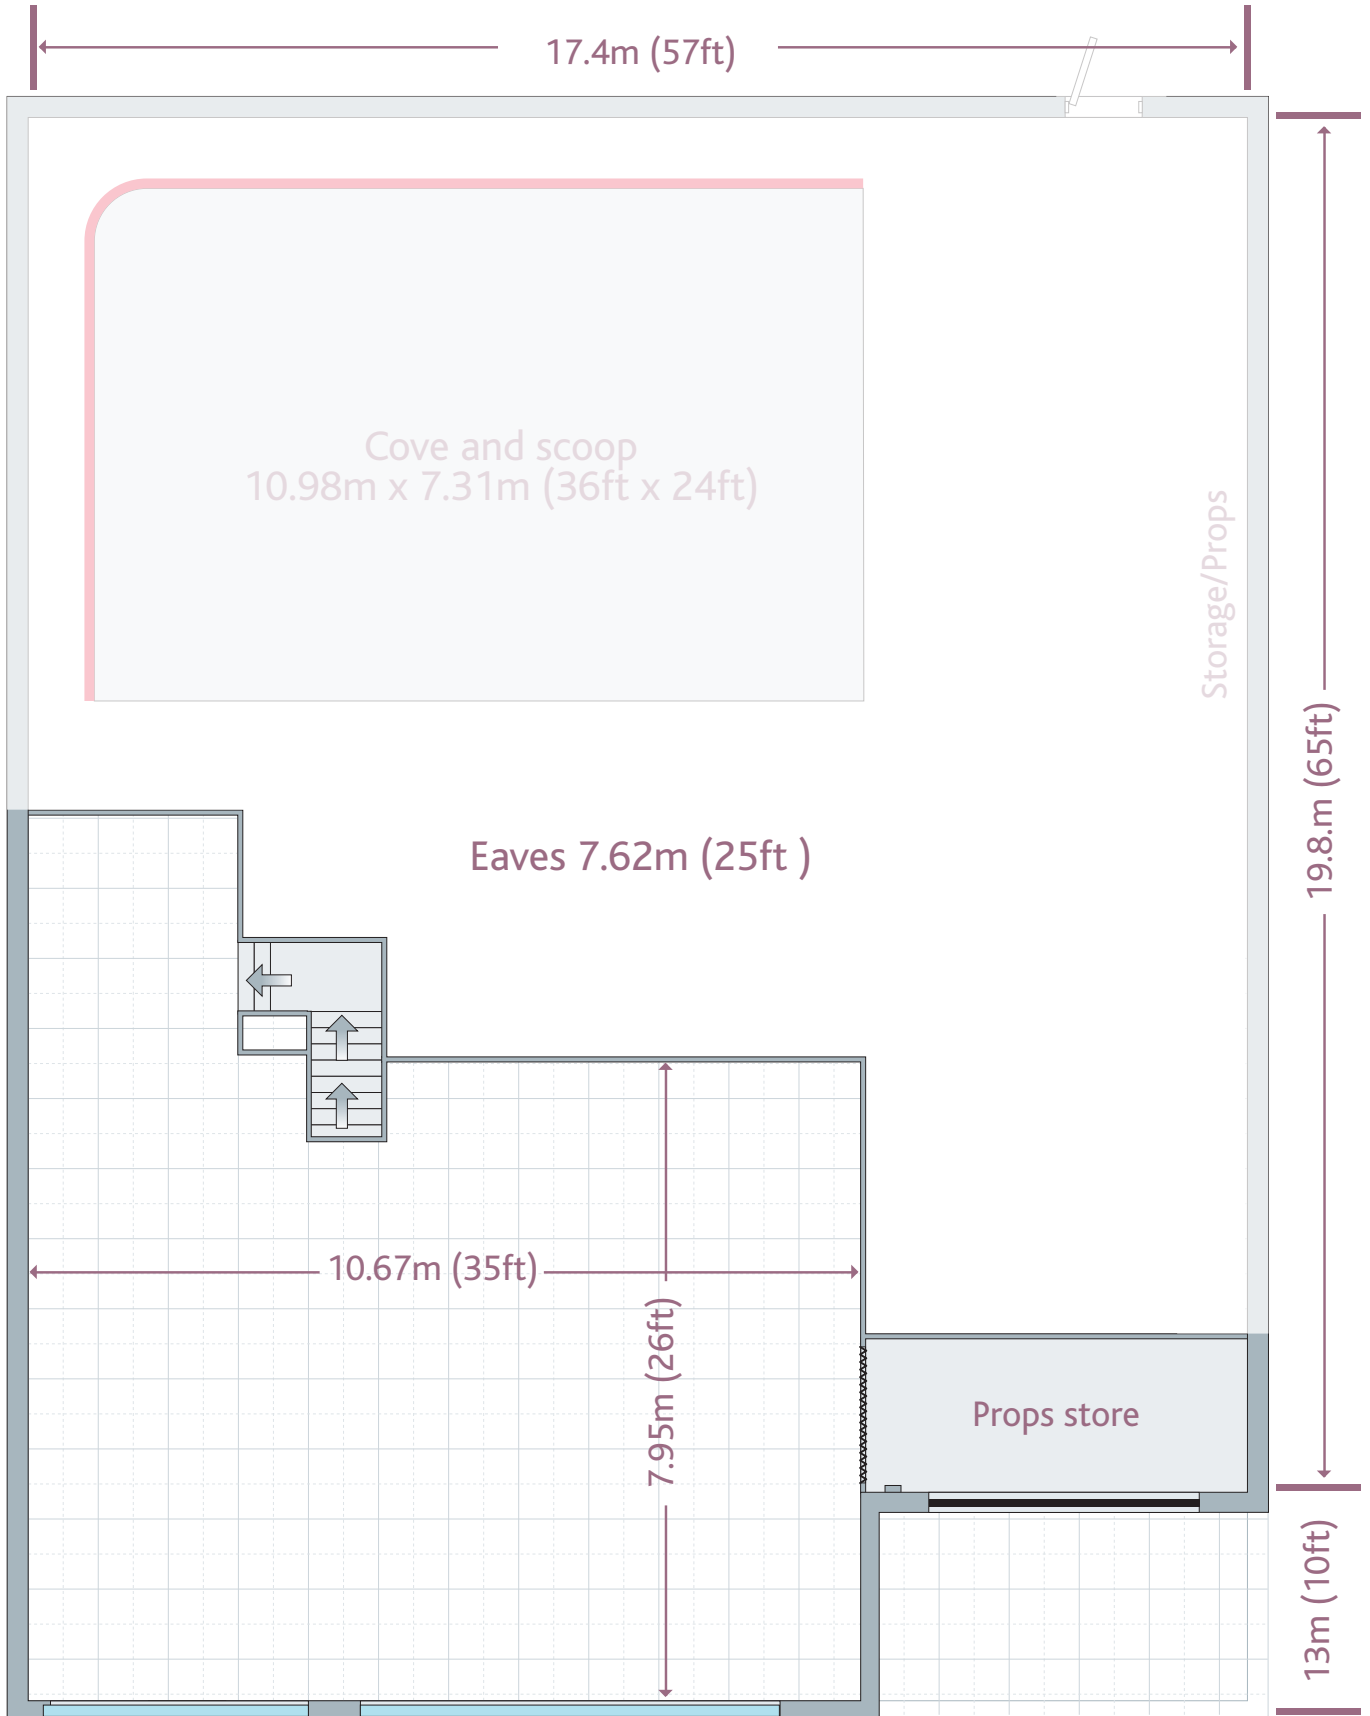 17.4m (57ft)
Cove and scoop
10.98m x 7.31m (36ft x 24ft)
Storage/Props
19.8.m (65ft)
Eaves 7.62m (25ft )
10.67m (35ft)
7.95m (26ft)
Props store
13m (10ft)